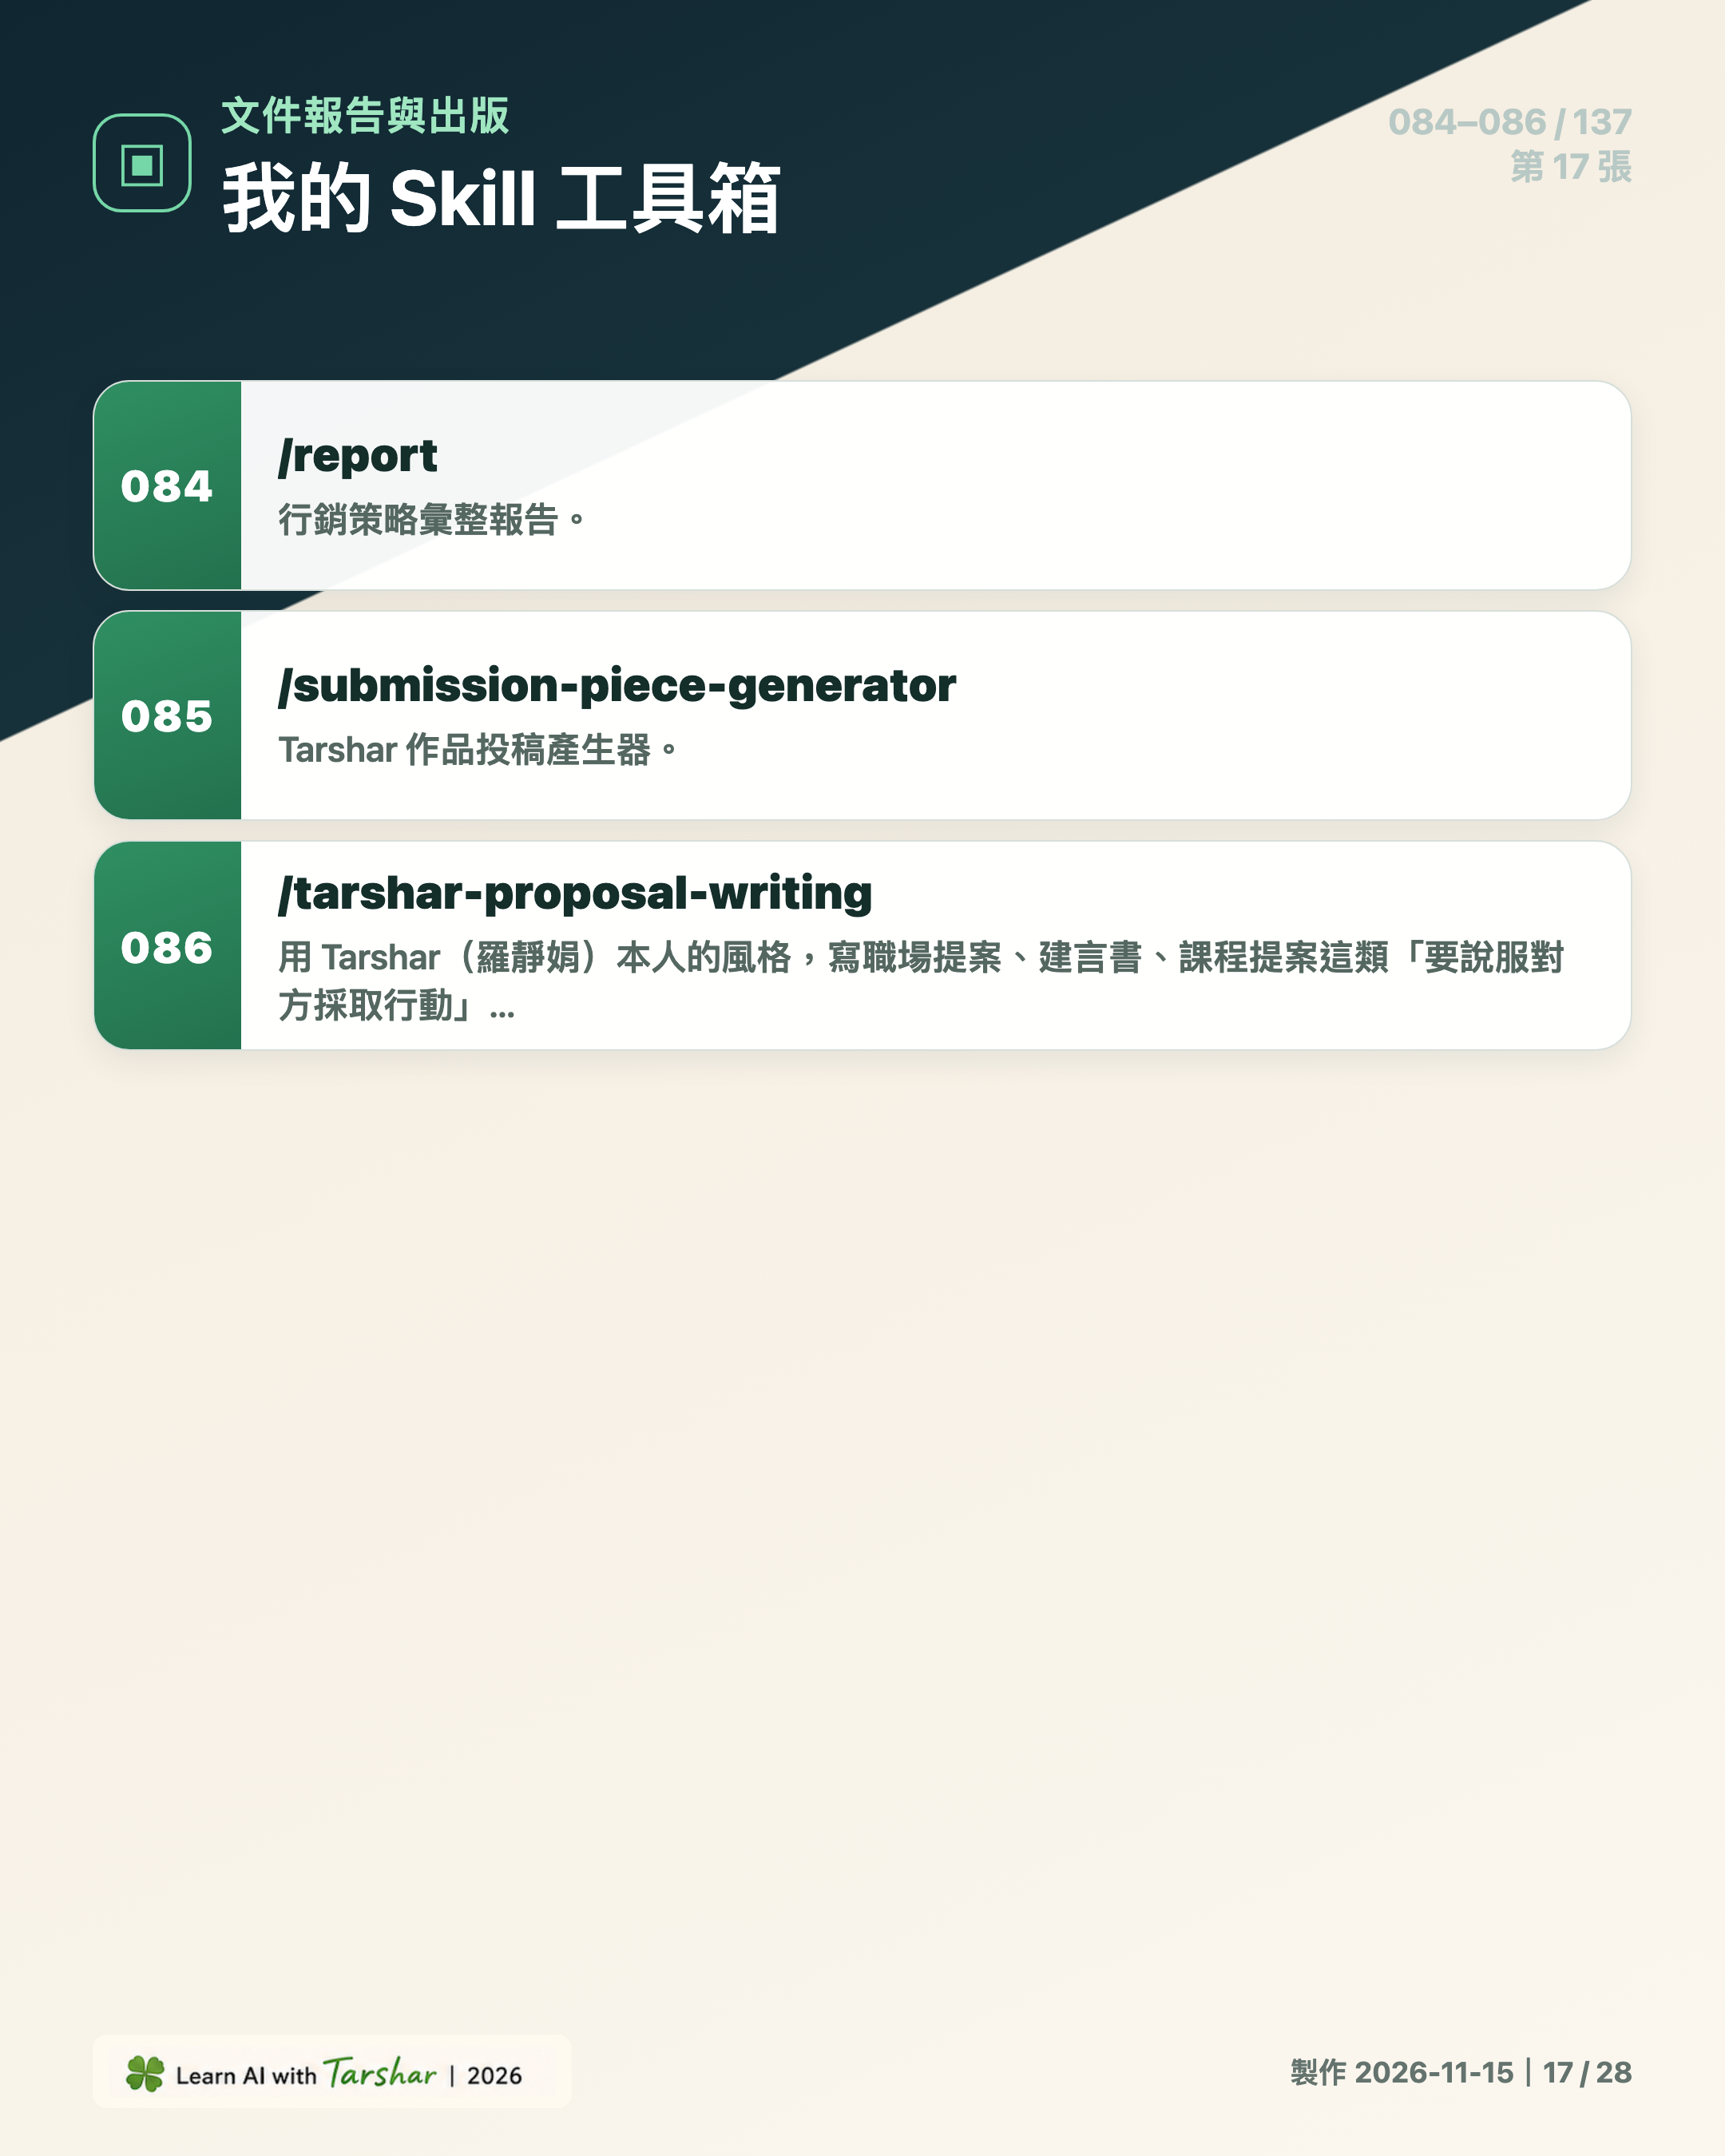 文件報告與出版
我的 Skill 工具箱
084–086 / 137
第 17 張
084
/report
行銷策略彙整報告。
085
/submission-piece-generator
Tarshar 作品投稿產生器。
086
/tarshar-proposal-writing
用 Tarshar（羅靜娟）本人的風格，寫職場提案、建言書、課程提案這類「要說服對
方採取行動」...
Learn AI with Tarshar | 2026
製作 2026-11-15｜17 / 28